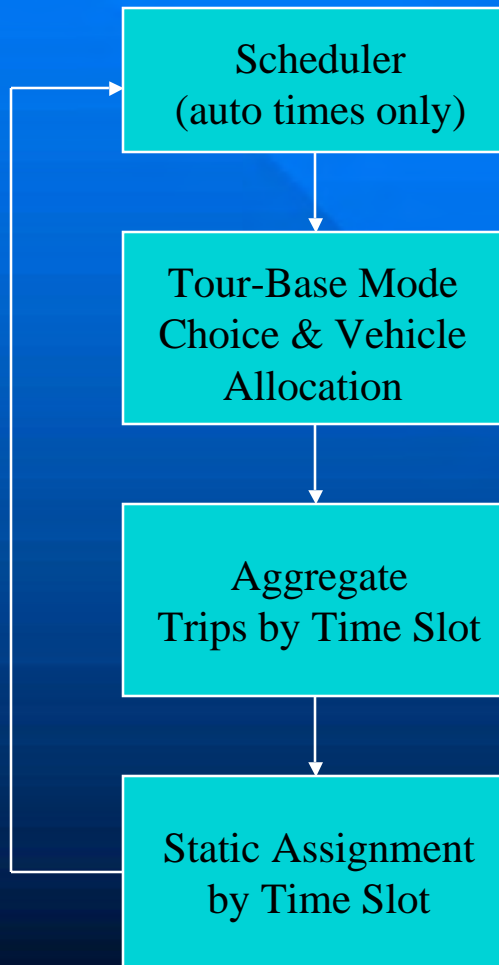 Scheduler
(auto times only)
Tour-Base Mode
Choice & Vehicle
Allocation
Aggregate
Trips by Time Slot
Static Assignment
by Time Slot